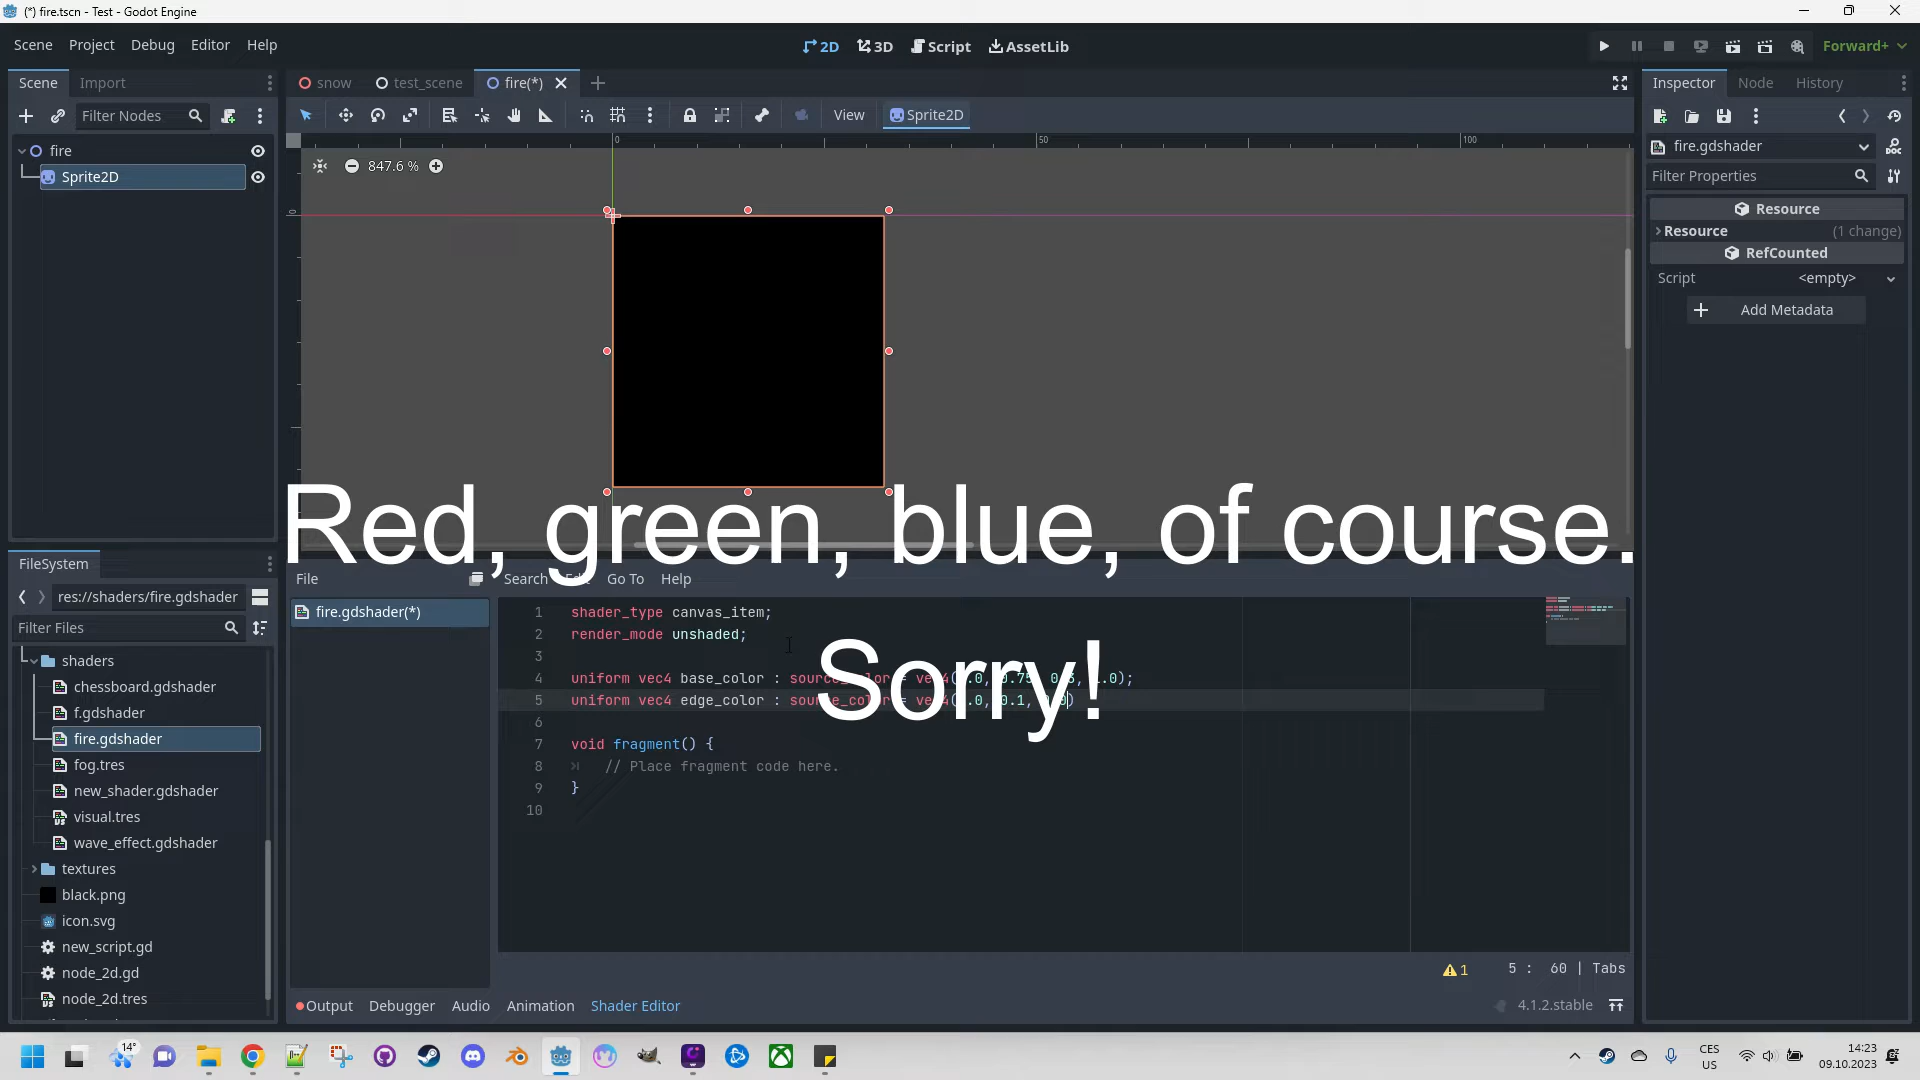 (*) fire.tscn - Test - Godot Engine
Scene Project Debug Editor Help
2D 3D Script AssetLib
Forward+
Scene Import
snow test_scene fire(*)
Inspector Node History
Filter Nodes
View Sprite2D
fire
Sprite2D
0 50 100
847.6 %
0
fire.gdshader
Filter Properties
Resource
Resource (1 change)
RefCounted
Script <empty>
Add Metadata
Red, green, blue, of course.
Sorry!
FileSystem
res://shaders/fire.gdshader
Filter Files
shaders
chessboard.gdshader
f.gdshader
fire.gdshader
fog.tres
new_shader.gdshader
visual.tres
wave_effect.gdshader
textures
black.png
icon.svg
new_script.gd
node_2d.gd
node_2d.tres
File Search Go To Help
fire.gdshader(*)
1 shader_type canvas_item;
2 render_mode unshaded;
3
4 uniform vec4 base_color : = .0);
5 uniform vec4 edge_color : = 0.1,
6
7 void fragment() {
8 // Place fragment code here.
9 }
10
1 5 : 60 | Tabs
Output Debugger Audio Animation Shader Editor
4.1.2.stable
14°
CES
US
14:23
09.10.2023